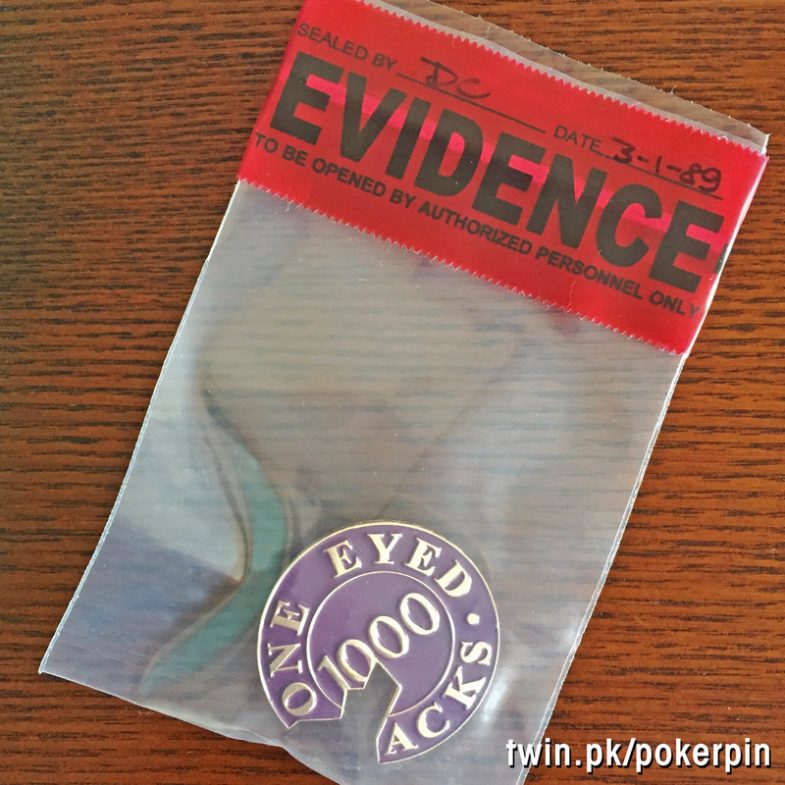 SEALED BY DC DATE 3-1-89
EVIDENCE
TO BE OPENED BY AUTHORIZED PERSONNEL ONLY
ONE EYED · ACKS
1000
twin.pk/pokerpin